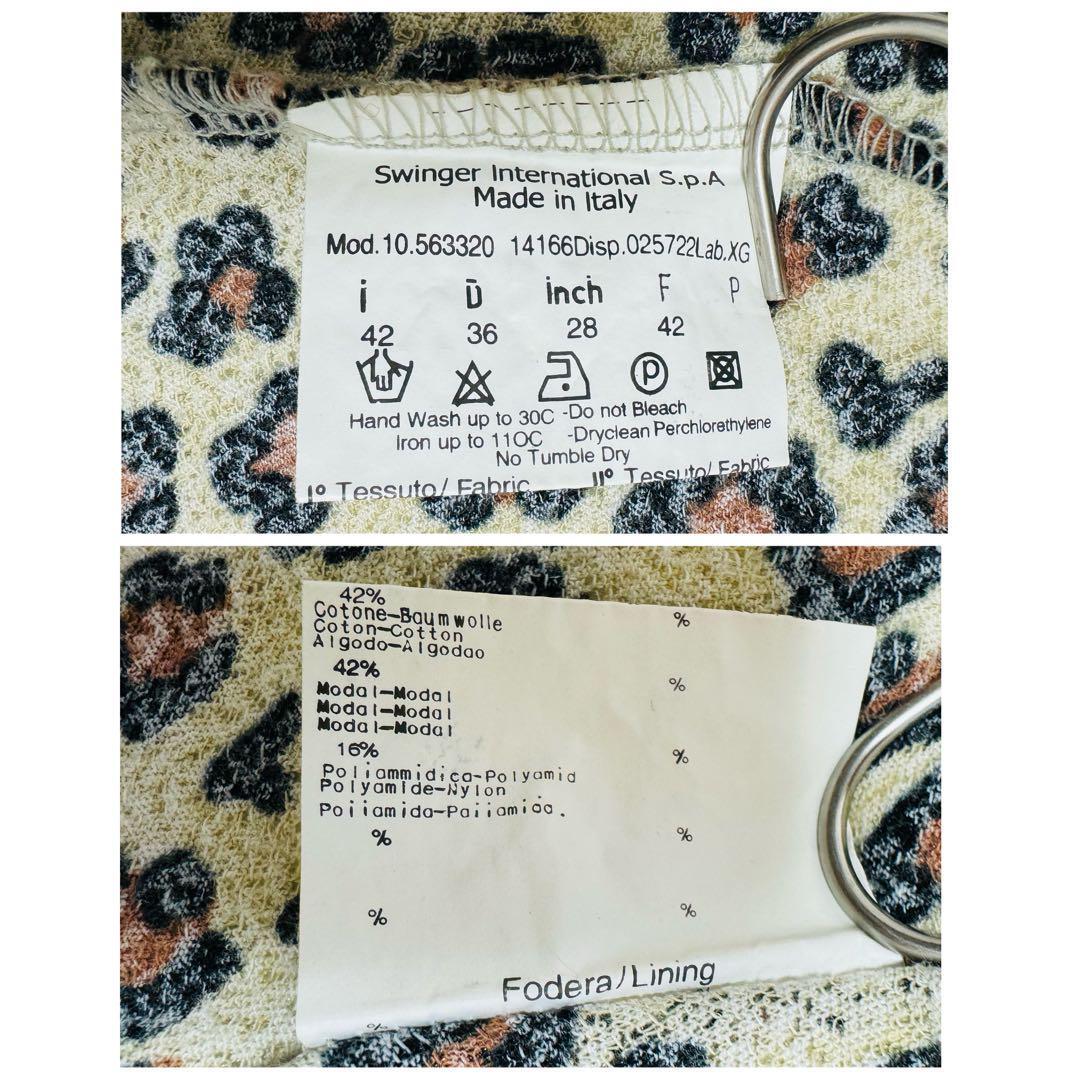 Swinger International S.p.A
Made in Italy
Mod.10.563320 14166Disp.025722Lab.XG
i D inch F P
42 36 28 42
P
Hand Wash up to 30C -Do not Bleach
Iron up to 110C -Dryclean Perchlorethylene
No Tumble Dry
I° Tessuto/ Fabric II° Tessuto/ Fabric
42% %
Cotone-Baumwolle
Coton-Cotton
Algodo-Algodao
42% %
Modal-Modal
Modal-Modal
Modal-Modal
16% %
Poliammidica-Polyamid
Polyamide-Nylon
Poliamida-Paiiamida.
% %
% %
Fodera/Lining
%